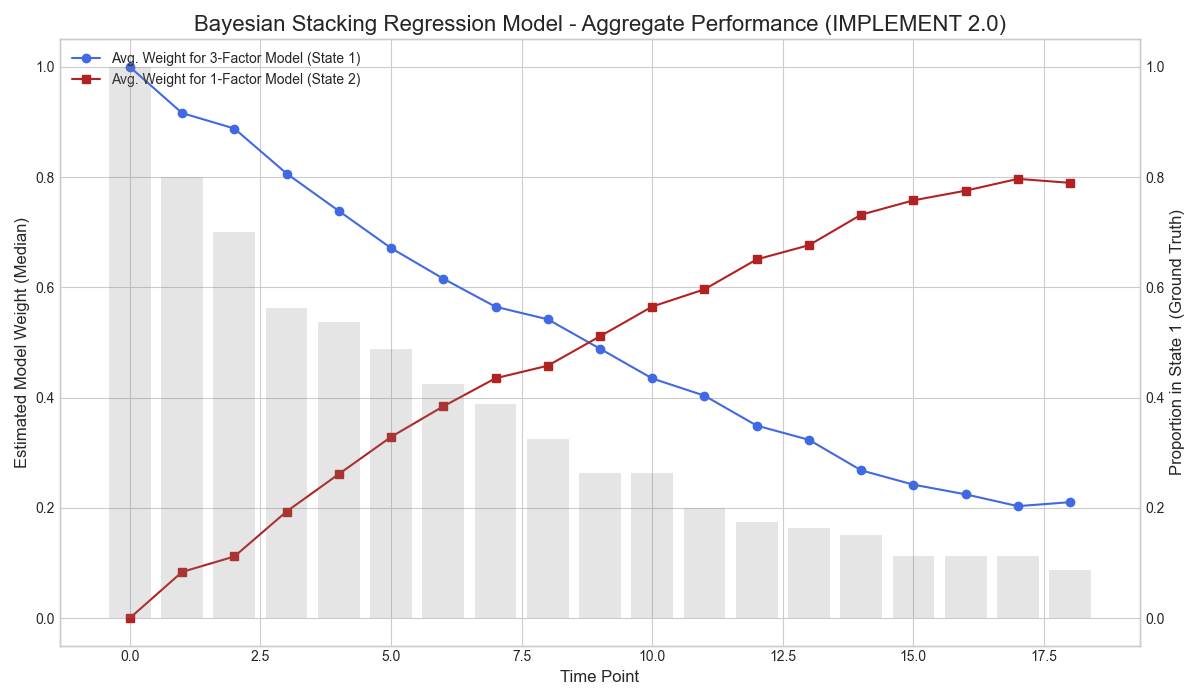 Bayesian Stacking Regression Model - Aggregate Performance (IMPLEMENT 2.0)
Avg. Weight for 3-Factor Model (State 1)
Avg. Weight for 1-Factor Model (State 2)
Estimated Model Weight (Median)
1.0
0.8
0.6
0.4
0.2
0.0
1.0
0.8
0.6
0.4
0.2
0.0
Proportion in State 1 (Ground Truth)
0.0 2.5 5.0 7.5 10.0 12.5 15.0 17.5
Time Point